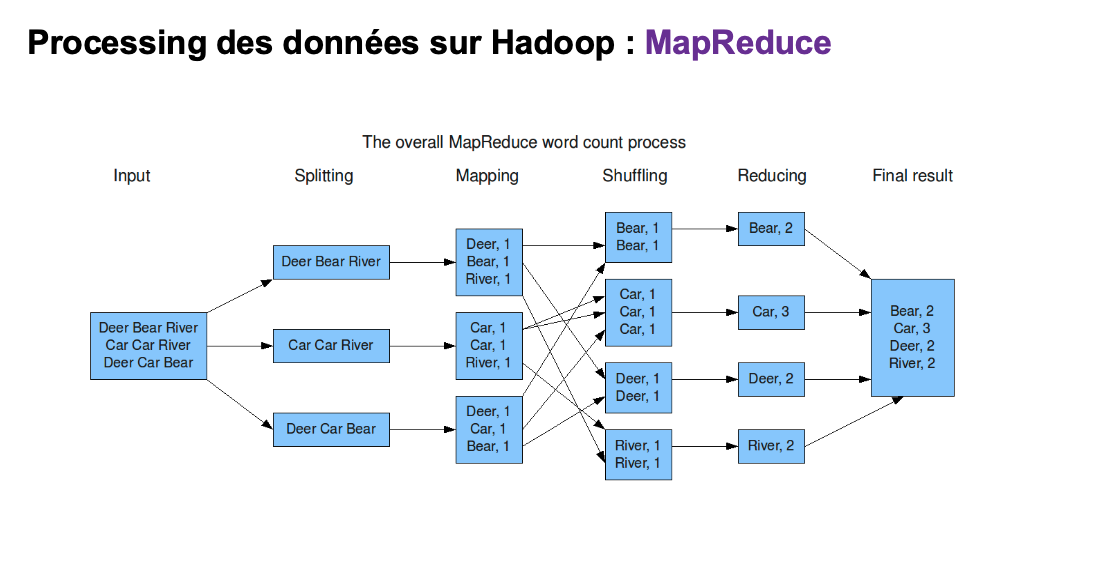 Processing des données sur Hadoop : MapReduce
The overall MapReduce word count process
Input
Splitting
Mapping
Shuffling
Reducing
Final result
Deer Bear River
Car Car River
Deer Car Bear
Deer Bear River
Car Car River
Deer Car Bear
Deer, 1
Bear, 1
River, 1
Car, 1
Car, 1
River, 1
Deer, 1
Car, 1
Bear, 1
Bear, 1
Bear, 1
Car, 1
Car, 1
Car, 1
Deer, 1
Deer, 1
River, 1
River, 1
Bear, 2
Car, 3
Deer, 2
River, 2
Bear, 2
Car, 3
Deer, 2
River, 2